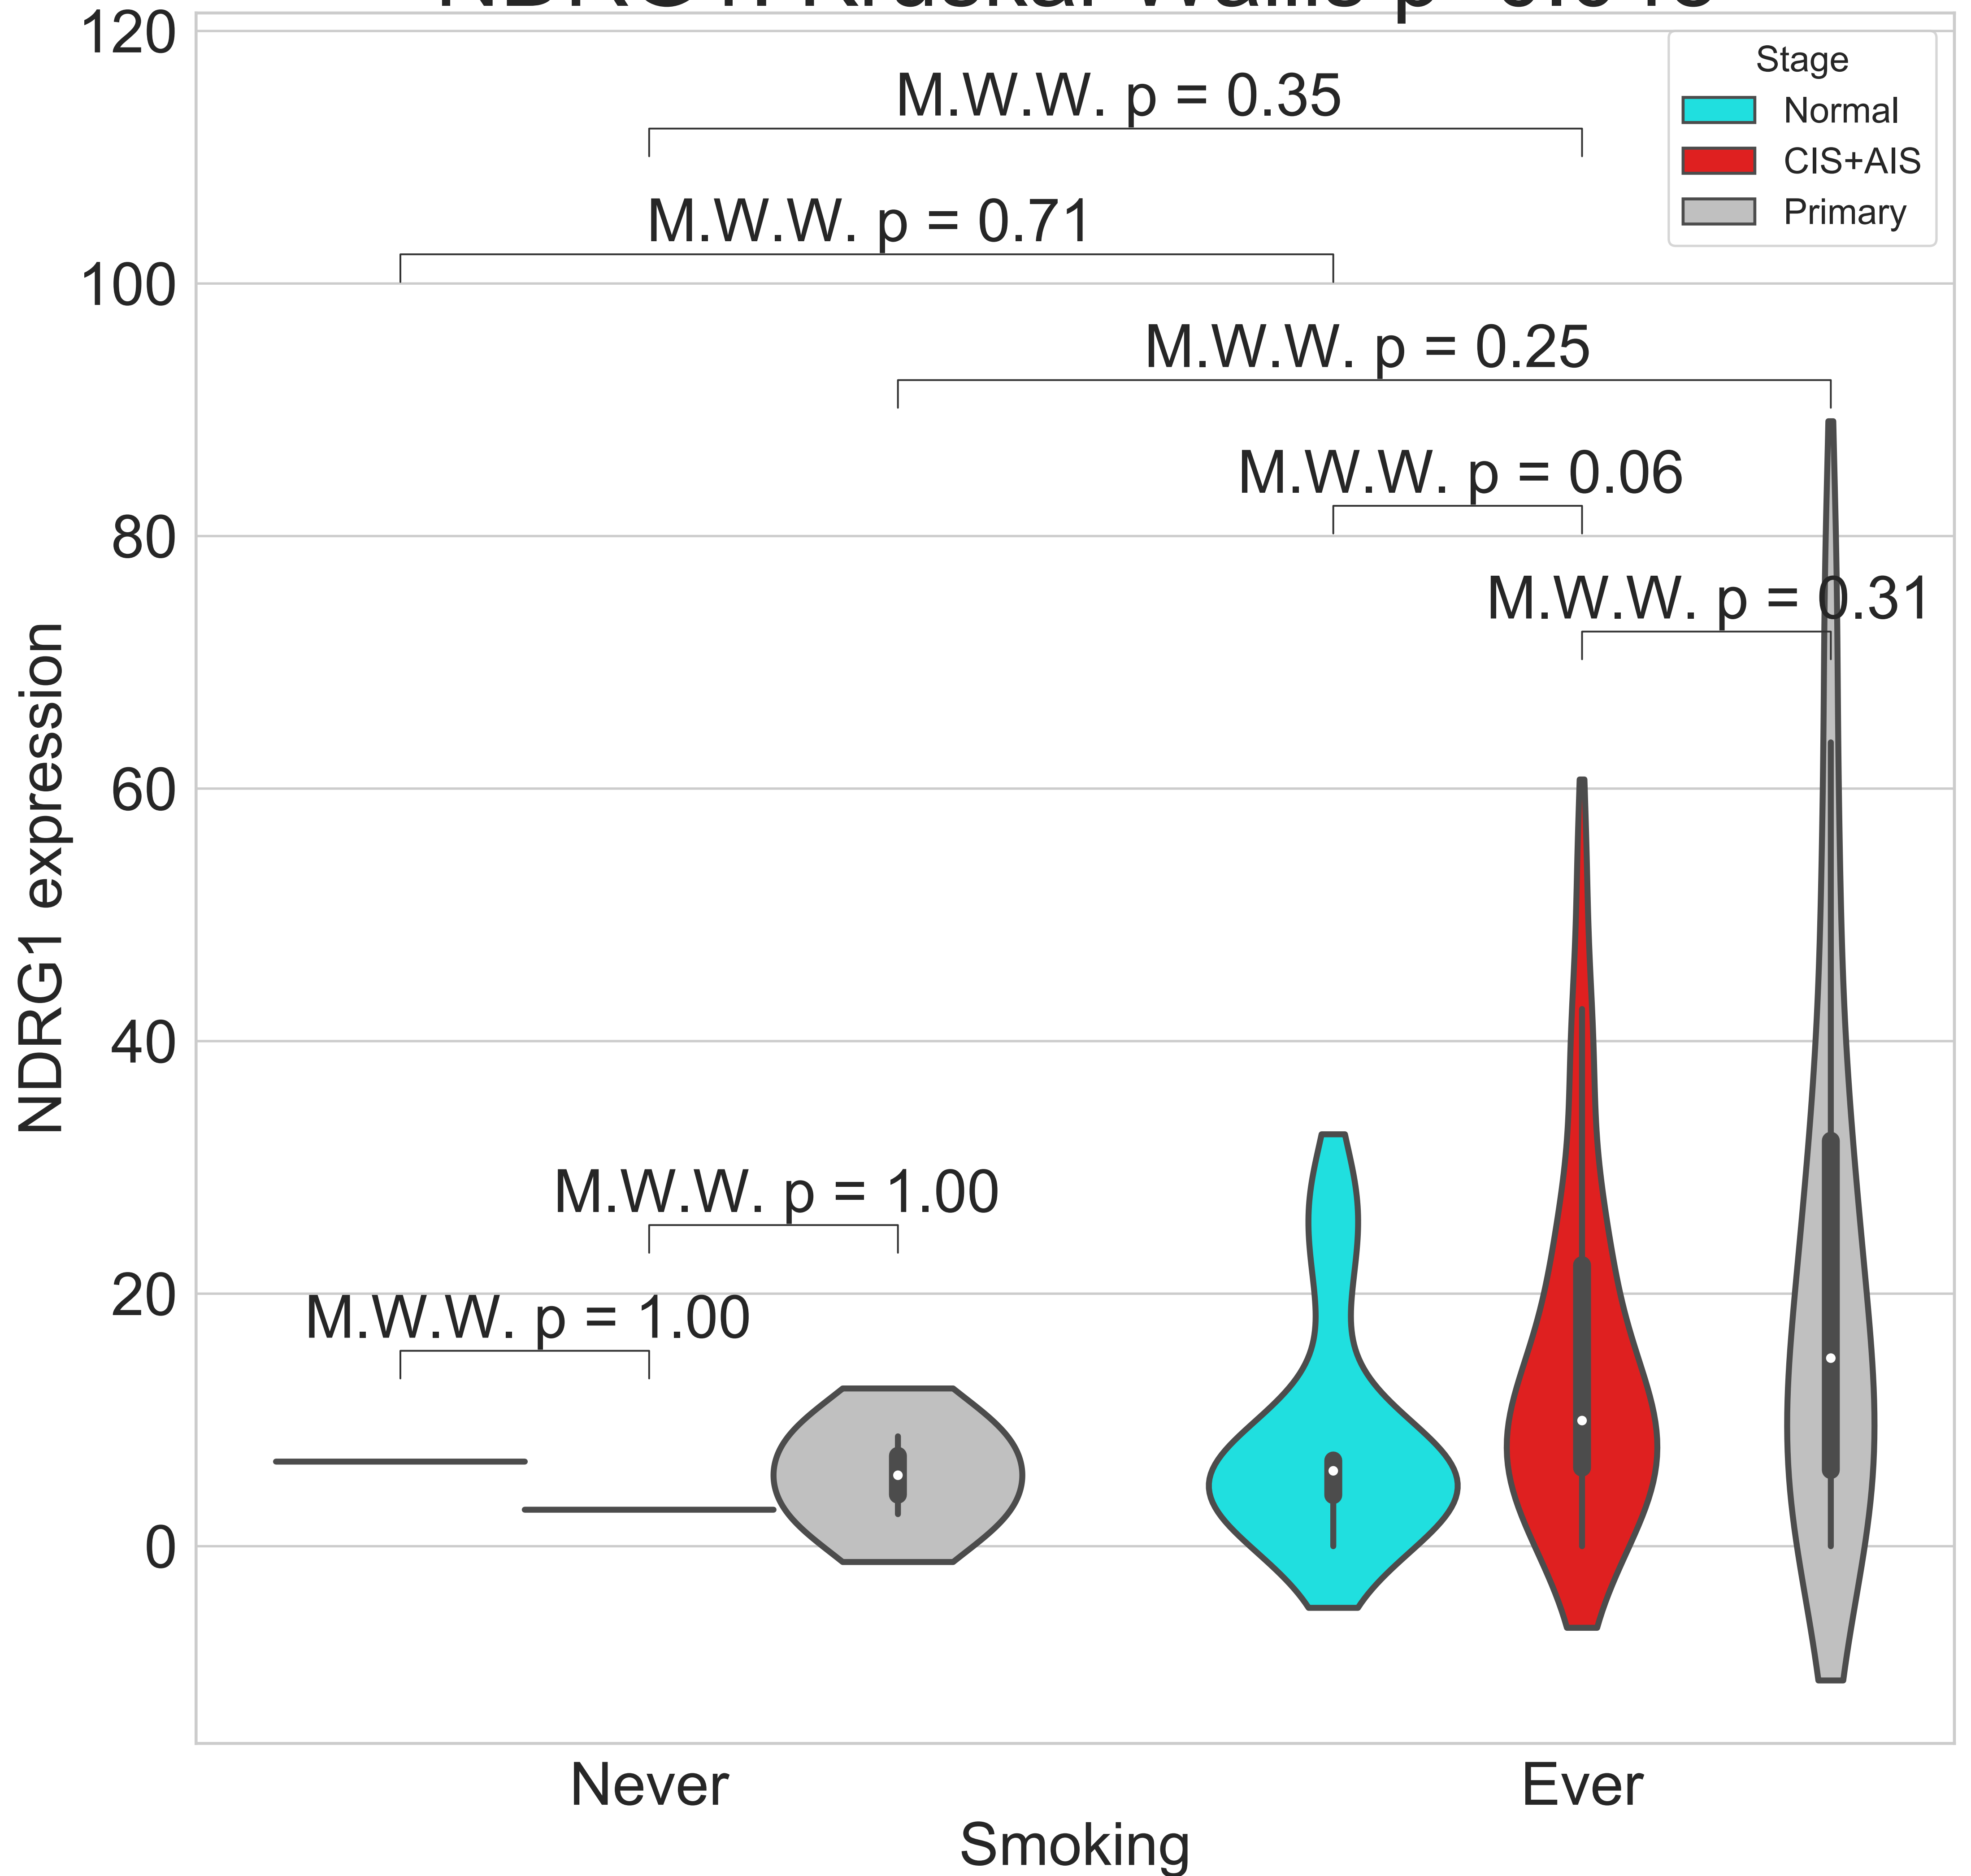 120
M.W.W. p = 0.35
M.W.W. p = 0.71
100
M.W.W. p = 0.25
M.W.W. p = 0.06
80
M.W.W. p = 0.31
60
40
M.W.W. p = 1.00
20
M.W.W. p = 1.00
0
NDRG1 expression
Never
Ever
Smoking
Stage
Normal
CIS+AIS
Primary